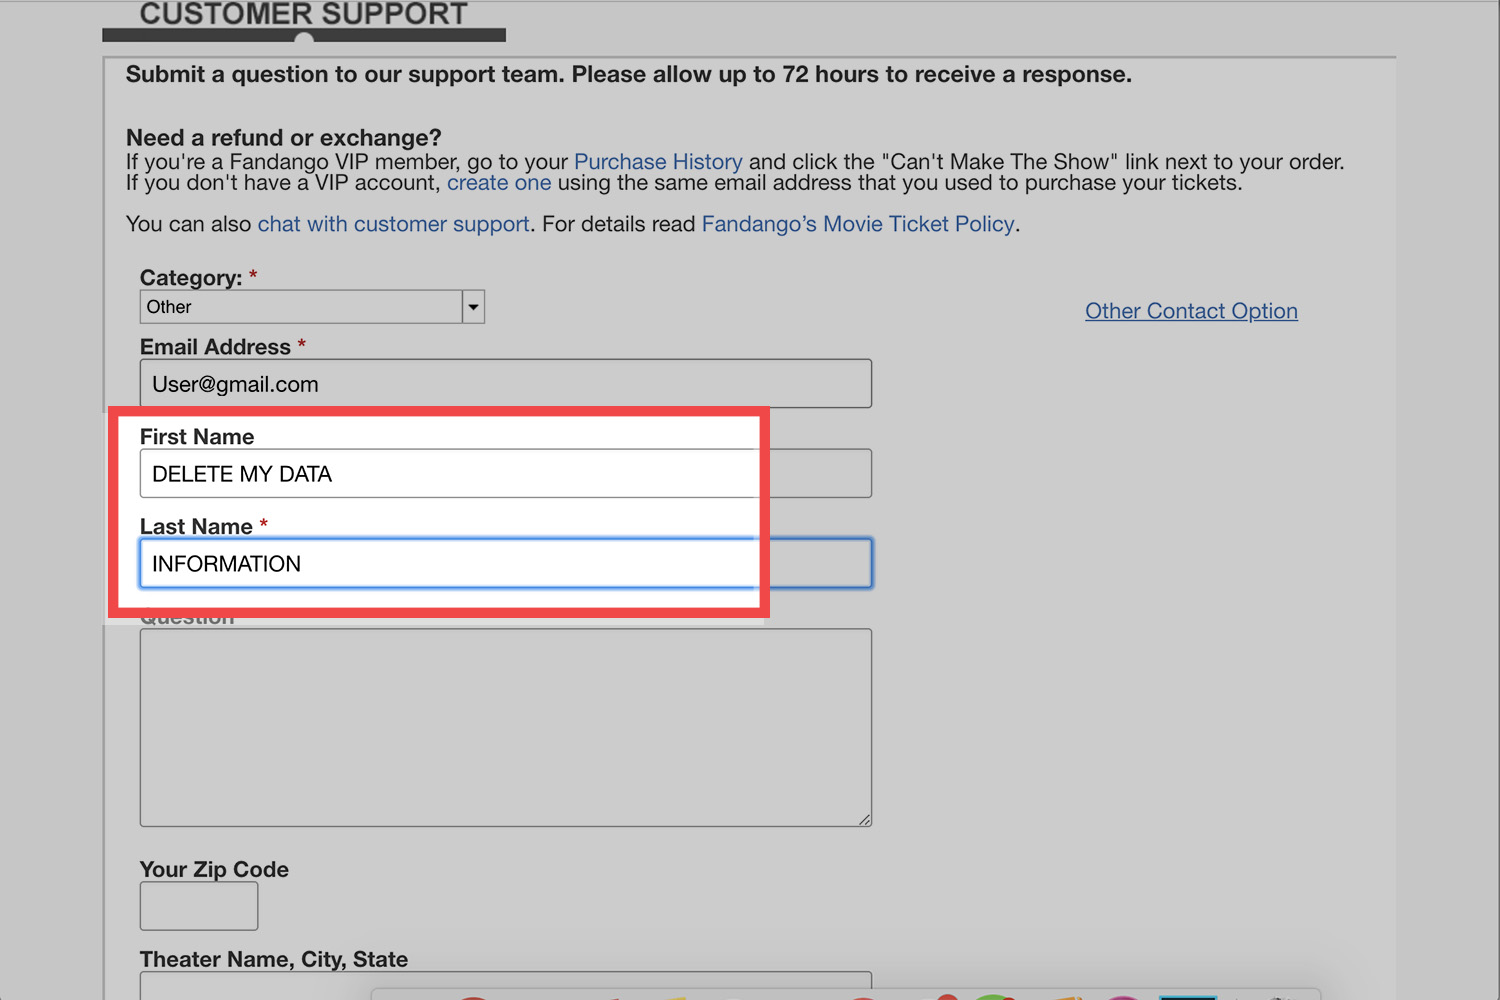 CUSTOMER SUPPORT
Submit a question to our support team. Please allow up to 72 hours to receive a response.
Need a refund or exchange?
If you're a Fandango VIP member, go to your Purchase History and click the "Can't Make The Show" link next to your order.
If you don't have a VIP account, create one using the same email address that you used to purchase your tickets.
You can also chat with customer support. For details read Fandango’s Movie Ticket Policy.
Category: *
Other
Other Contact Option
Email Address *
User@gmail.com
First Name
DELETE MY DATA
Last Name *
INFORMATION
Question
Your Zip Code
Theater Name, City, State